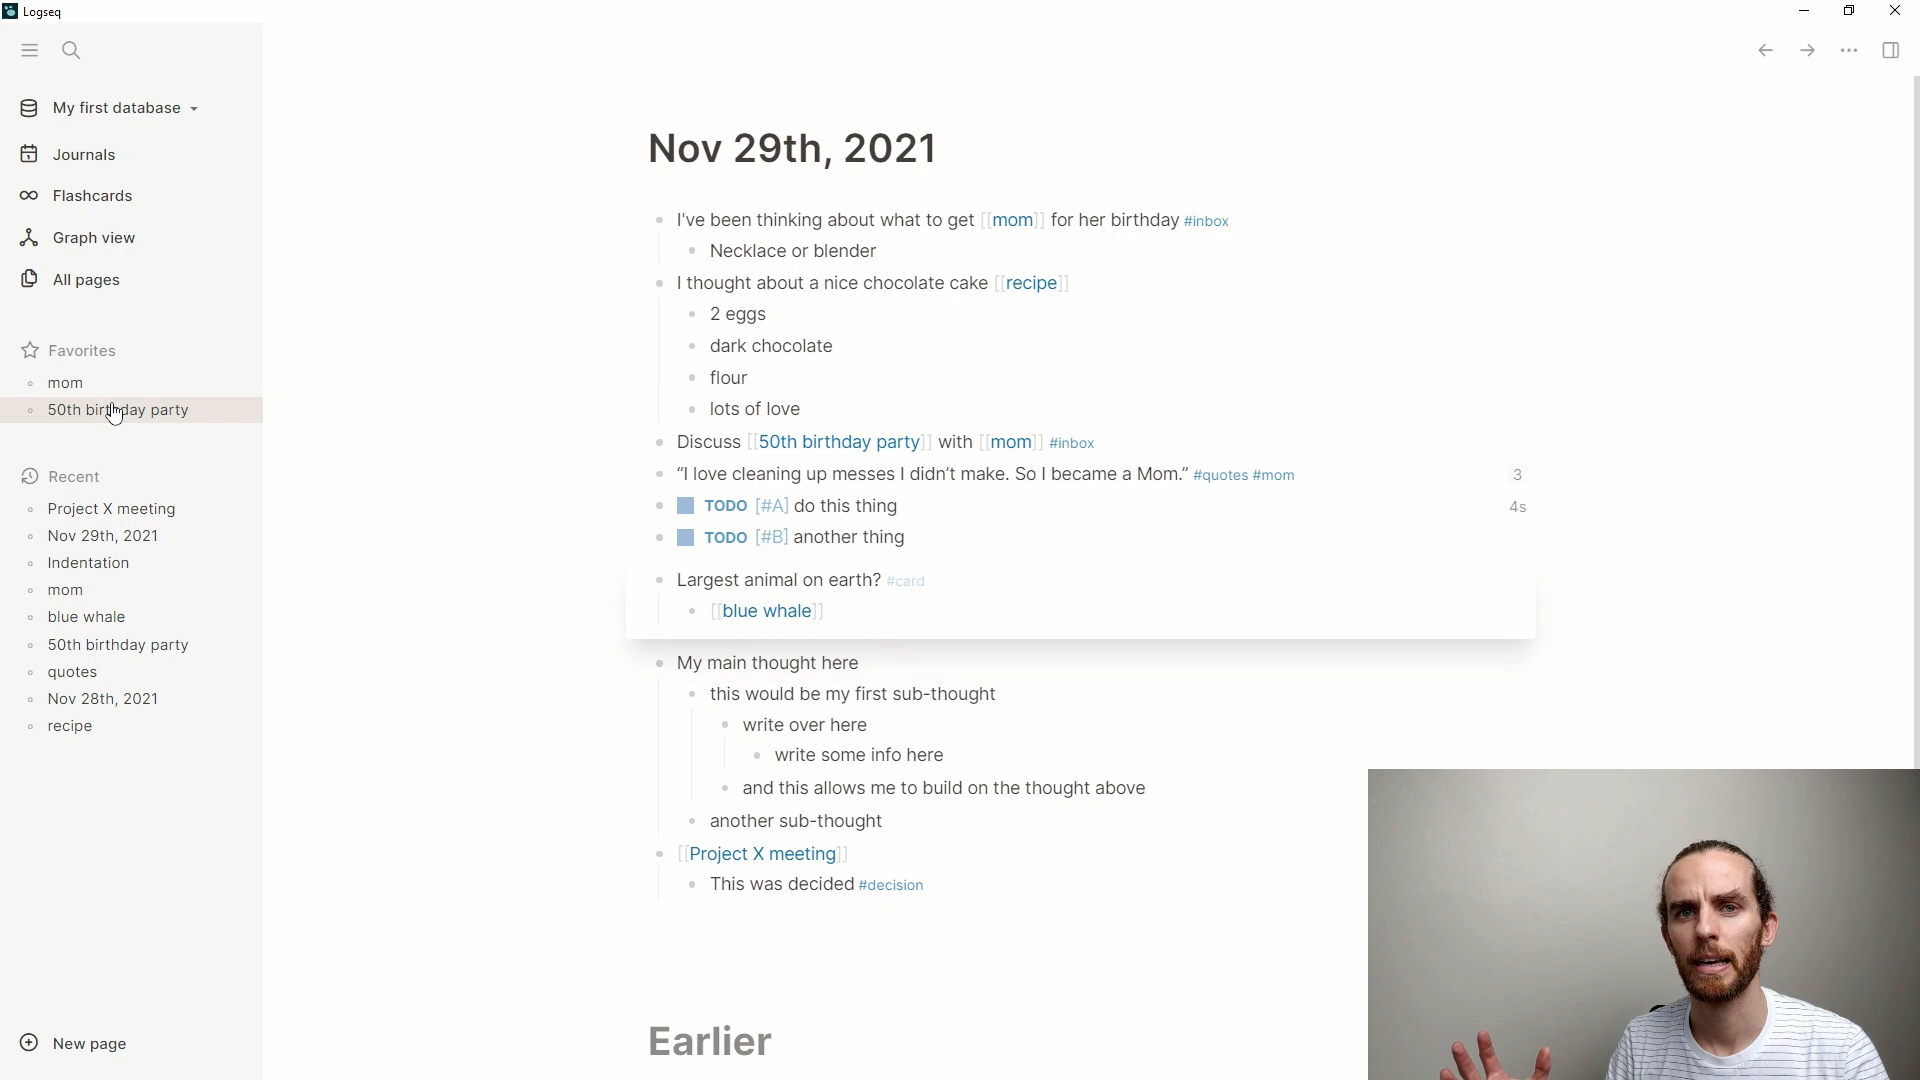 Logseq
My first database
Journals
Flashcards
Graph view
All pages
Favorites
mom
50th birthday party
Recent
Project X meeting
Nov 29th, 2021
Indentation
mom
blue whale
50th birthday party
quotes
Nov 28th, 2021
recipe
New page
Nov 29th, 2021
I've been thinking about what to get [[mom]] for her birthday #inbox
Necklace or blender
I thought about a nice chocolate cake [[recipe]]
2 eggs
dark chocolate
flour
lots of love
Discuss [[50th birthday party]] with [[mom]] #inbox
“I love cleaning up messes I didn’t make. So I became a Mom.” #quotes #mom 3
TODO [#A] do this thing 4s
TODO [#B] another thing
Largest animal on earth? #card
[[blue whale]]
My main thought here
this would be my first sub-thought
write over here
write some info here
and this allows me to build on the thought above
another sub-thought
[[Project X meeting]]
This was decided #decision
Earlier